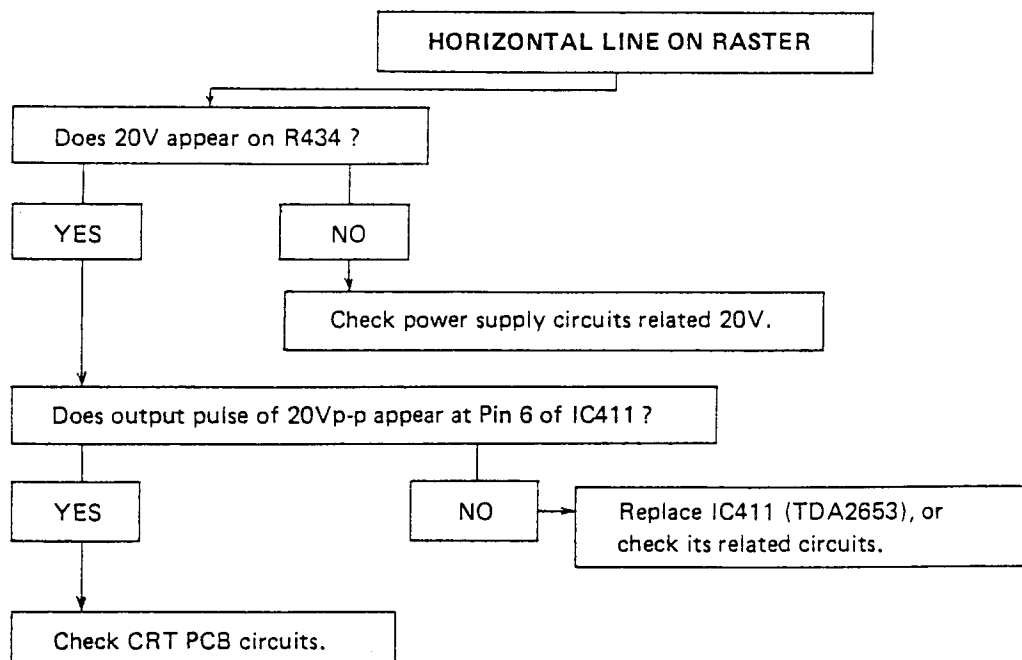 HORIZONTAL LINE ON RASTER
Does 20V appear on R434 ?
YES
NO
Check power supply circuits related 20V.
Does output pulse of 20Vp-p appear at Pin 6 of IC411 ?
YES
NO
Replace IC411 (TDA2653), or
check its related circuits.
Check CRT PCB circuits.